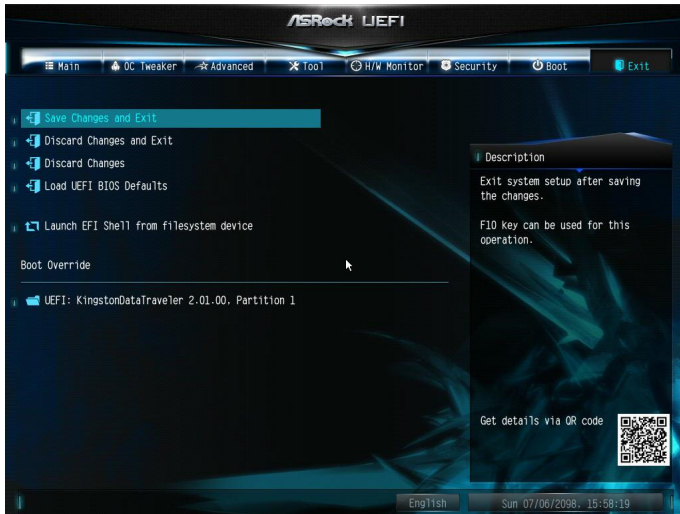 ASRock UEFI
Main OC Tweaker Advanced Tool H/W Monitor Security Boot Exit
Save Changes and Exit
Discard Changes and Exit
Discard Changes
Load UEFI BIOS Defaults
Launch EFI Shell from filesystem device
Boot Override
UEFI: KingstonDataTraveler 2.01.00, Partition 1
Description
Exit system setup after saving
the changes.
F10 key can be used for this
operation.
Get details via QR code
English
Sun 07/06/2098, 15:58:19